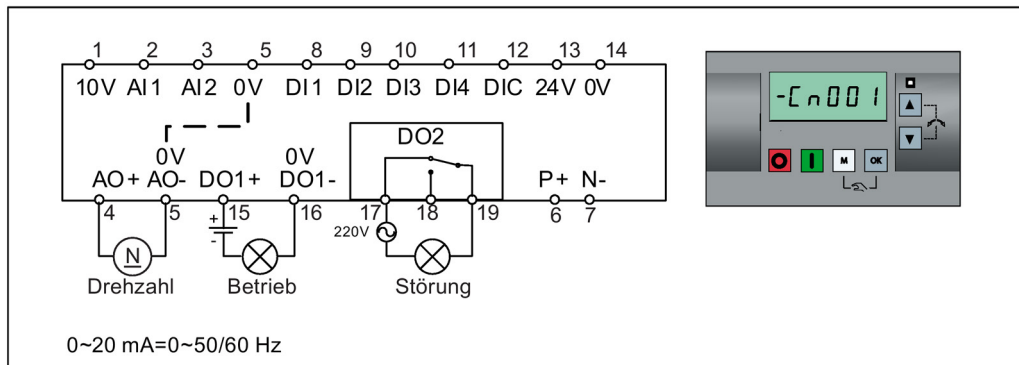 1 2 3 5 8 9 10 11 12 13 14
10V AI1 AI2 0V DI1 DI2 DI3 DI4 DIC 24V 0V
DO2
0V 0V
AO+ AO- DO1+ DO1- P+ N-
4 5 15 16 17 18 19 6 7
+
-
220V
N
Drehzahl Betrieb Störung
0~20 mA=0~50/60 Hz
-Cn001
M OK